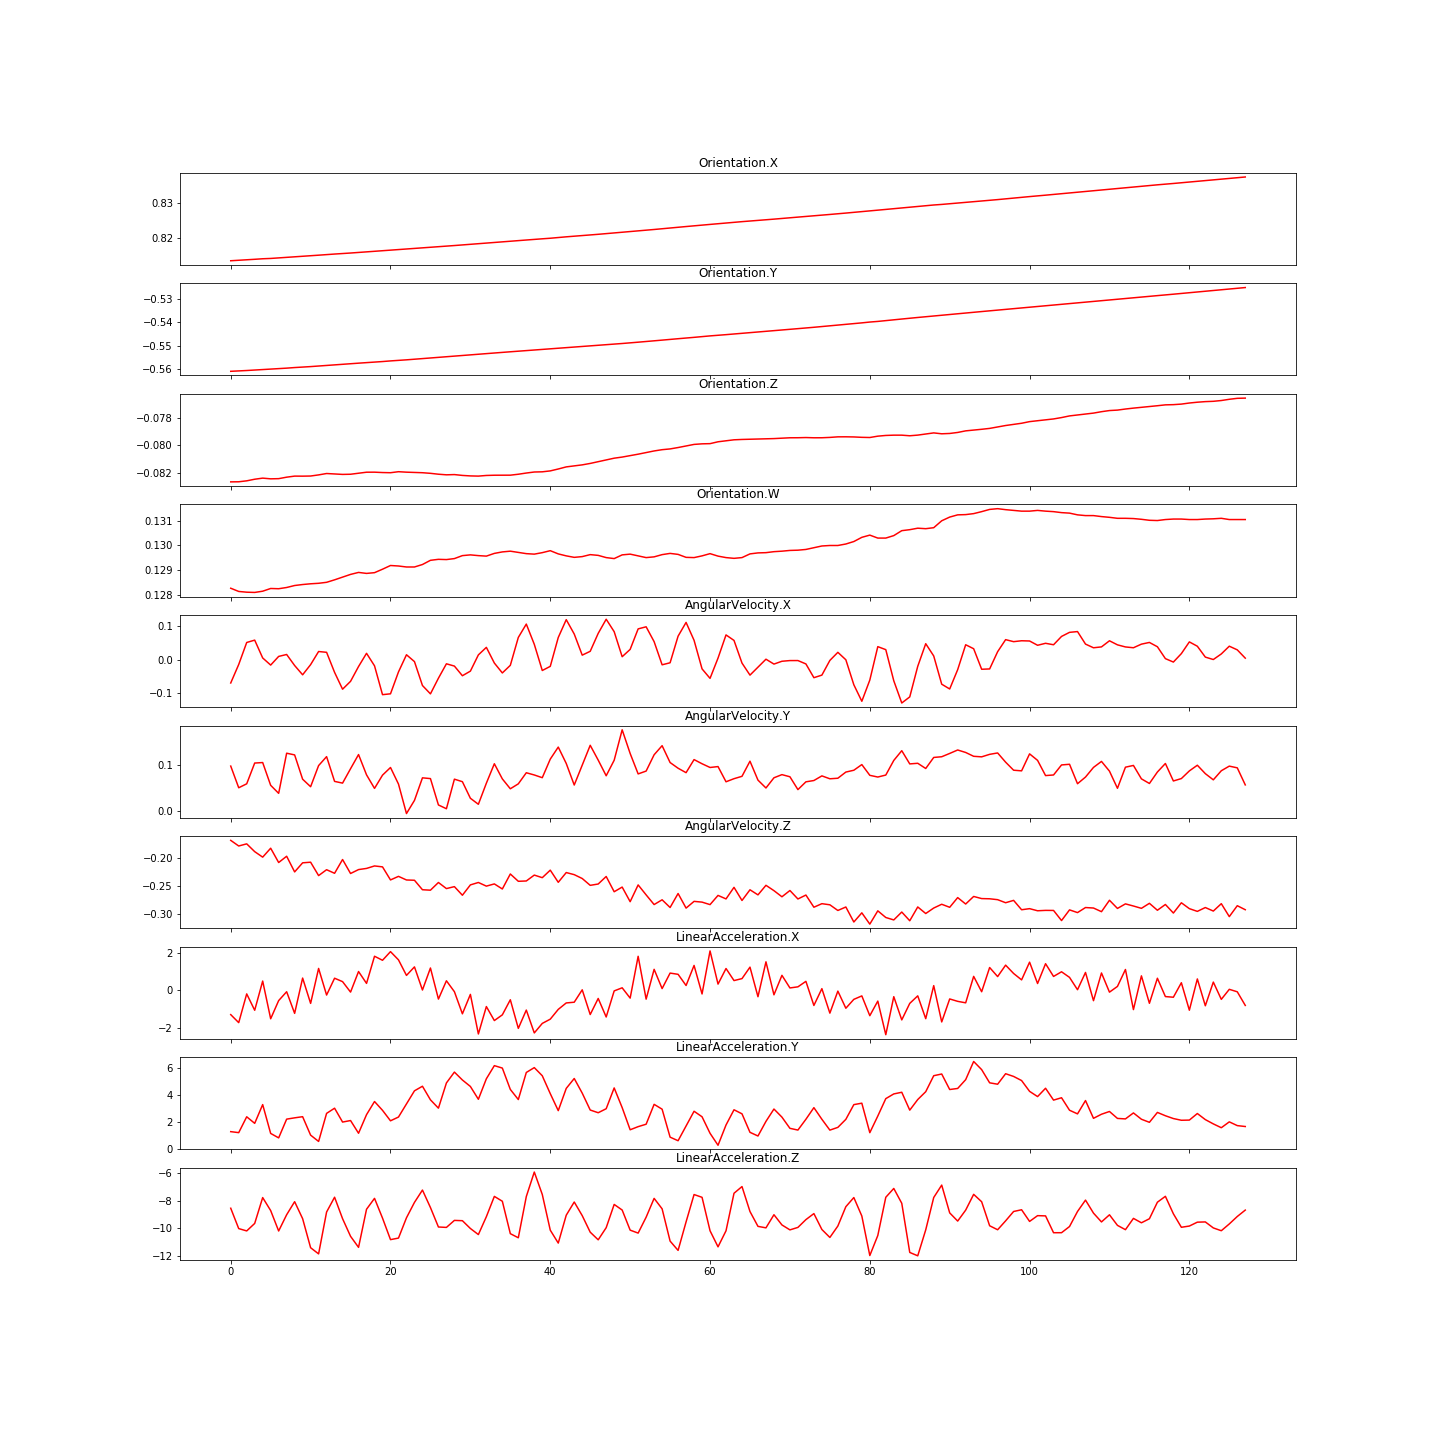 Orientation.X
0.83
0.82
Orientation.Y
−0.53
−0.54
−0.55
−0.56
Orientation.Z
−0.078
−0.080
−0.082
Orientation.W
0.131
0.130
0.129
0.128
AngularVelocity.X
0.1
0.0
−0.1
AngularVelocity.Y
0.1
0.0
AngularVelocity.Z
−0.20
−0.25
−0.30
LinearAcceleration.X
2
0
−2
LinearAcceleration.Y
6
4
2
0
LinearAcceleration.Z
−6
−8
−10
−12
0 20 40 60 80 100 120